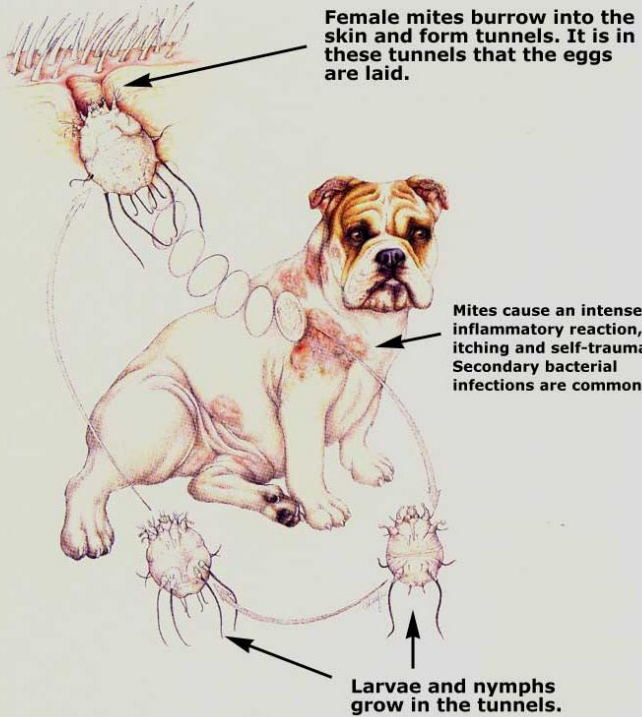 Female mites burrow into the
skin and form tunnels. It is in
these tunnels that the eggs
are laid.
Mites cause an intense
inflammatory reaction,
itching and self-trauma
Secondary bacterial
infections are common
Larvae and nymphs
grow in the tunnels.